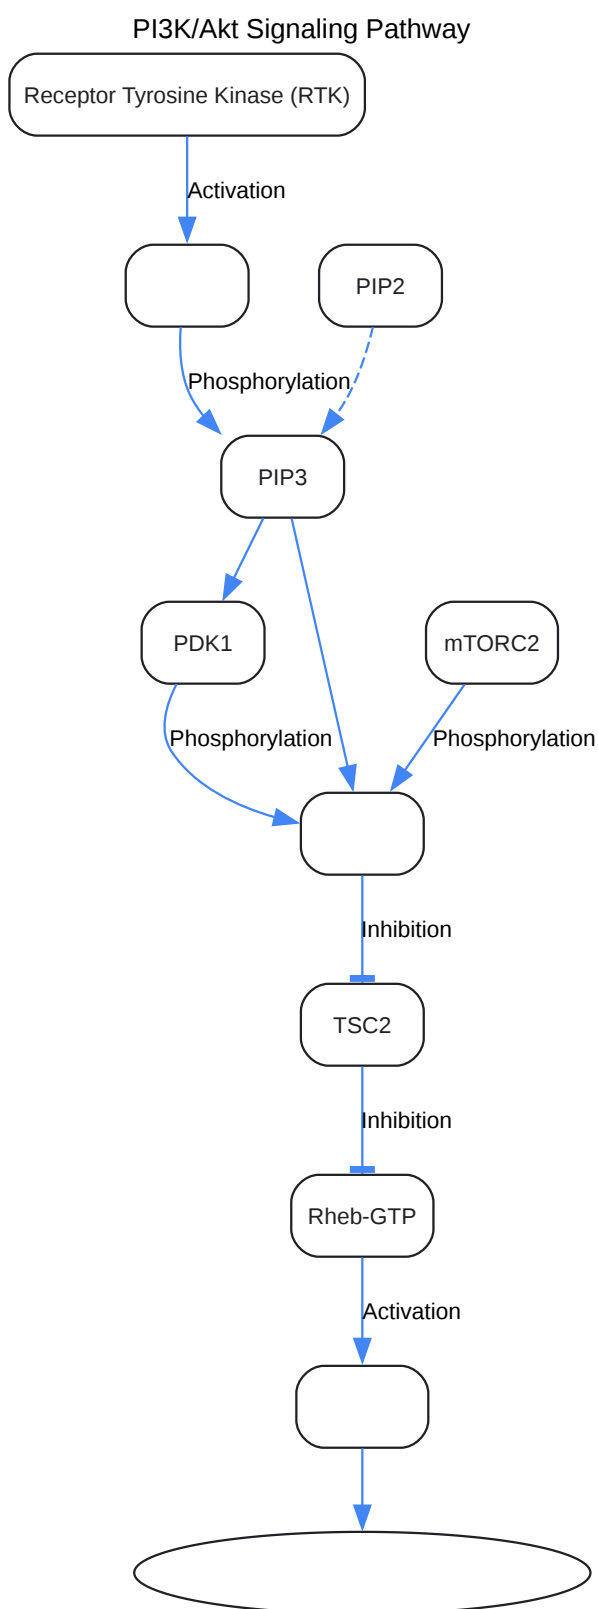 PI3K/Akt Signaling Pathway
Receptor Tyrosine Kinase (RTK)
Activation
PIP2
Phosphorylation
PIP3
PDK1
mTORC2
Phosphorylation
Phosphorylation
Inhibition
TSC2
Inhibition
Rheb-GTP
Activation